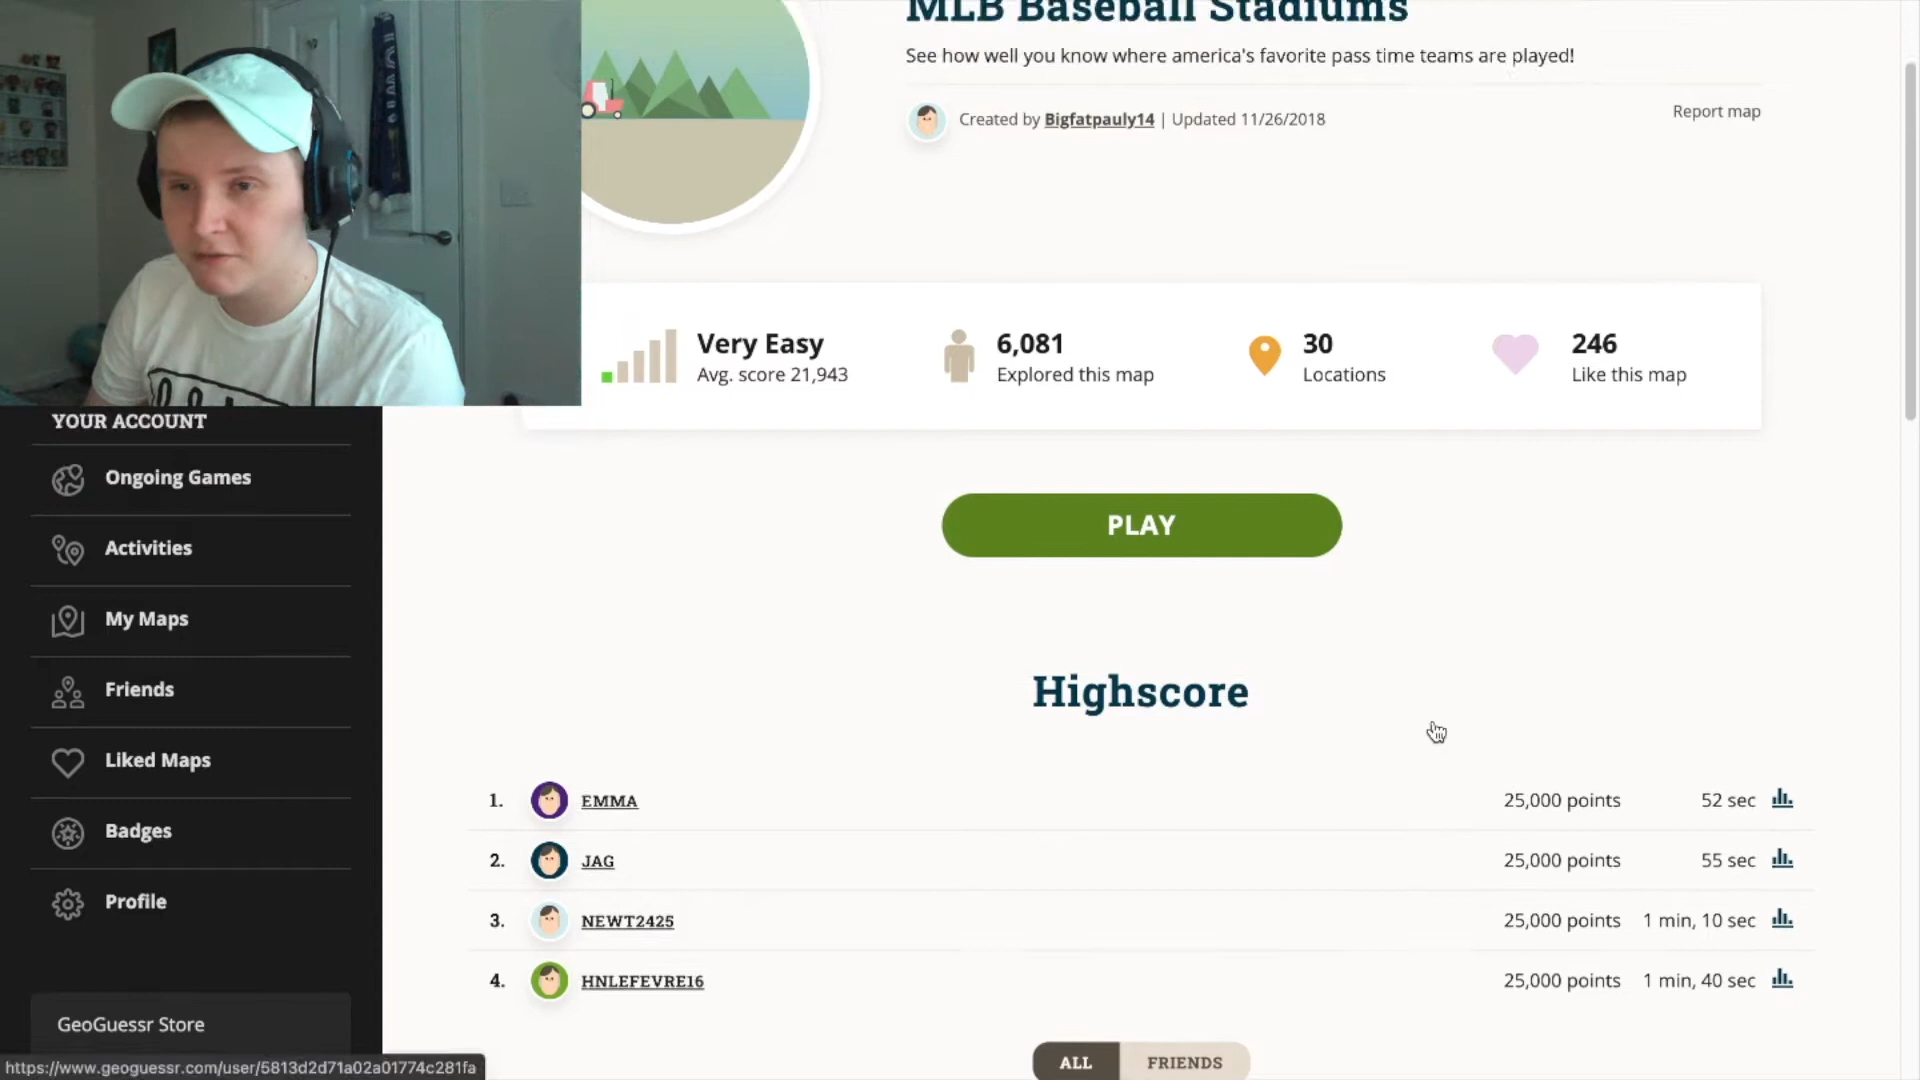 MLB Baseball Stadiums
See how well you know where america's favorite pass time teams are played!
Created by Bigfatpauly14 | Updated 11/26/2018
Report map
Very Easy
Avg. score 21,943
6,081
Explored this map
30
Locations
246
Like this map
YOUR ACCOUNT
Ongoing Games
Activities
My Maps
Friends
Liked Maps
Badges
Profile
GeoGuessr Store
PLAY
Highscore
1. EMMA 25,000 points 52 sec
2. JAG 25,000 points 55 sec
3. NEWT2425 25,000 points 1 min, 10 sec
4. HNLEFEVRE16 25,000 points 1 min, 40 sec
ALL FRIENDS
https://www.geoguessr.com/user/5813d2d71a02a01774c281fa